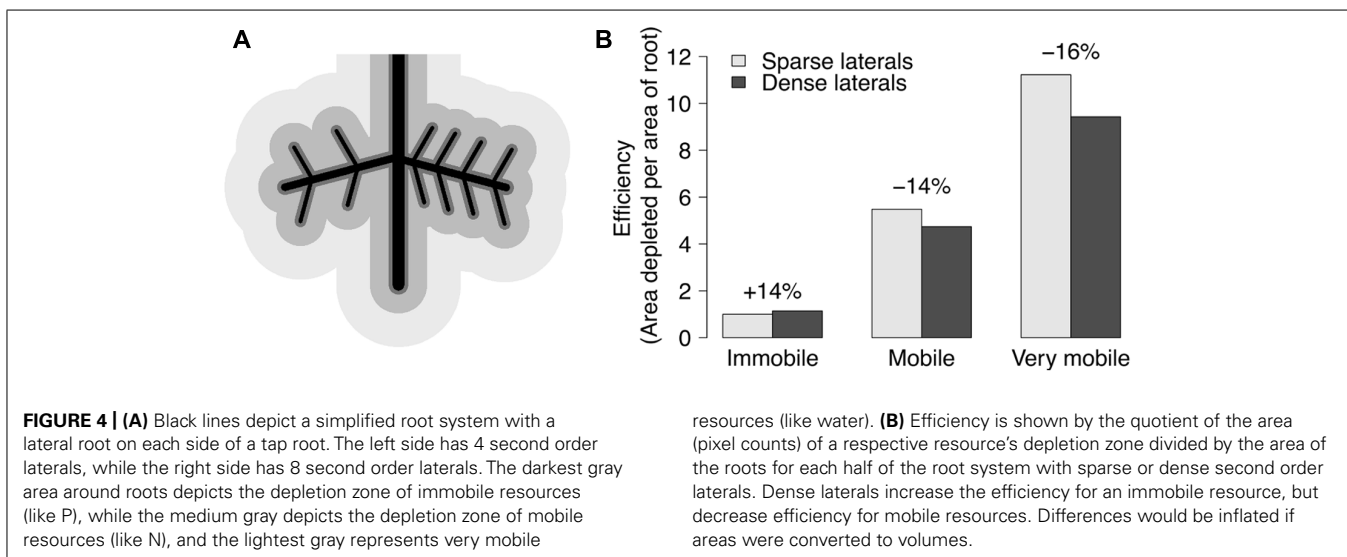 A
B
Efficiency
(Area depleted per area of root)
12
10
8
6
4
2
0
Sparse laterals
Dense laterals
+14%
−14%
−16%
Immobile
Mobile
Very mobile
FIGURE 4 | (A) Black lines depict a simplified root system with a
lateral root on each side of a tap root. The left side has 4 second order
laterals, while the right side has 8 second order laterals. The darkest gray
area around roots depicts the depletion zone of immobile resources
(like P), while the medium gray depicts the depletion zone of mobile
resources (like N), and the lightest gray represents very mobile
resources (like water). (B) Efficiency is shown by the quotient of the area
(pixel counts) of a respective resource's depletion zone divided by the area of
the roots for each half of the root system with sparse or dense second order
laterals. Dense laterals increase the efficiency for an immobile resource, but
decrease efficiency for mobile resources. Differences would be inflated if
areas were converted to volumes.